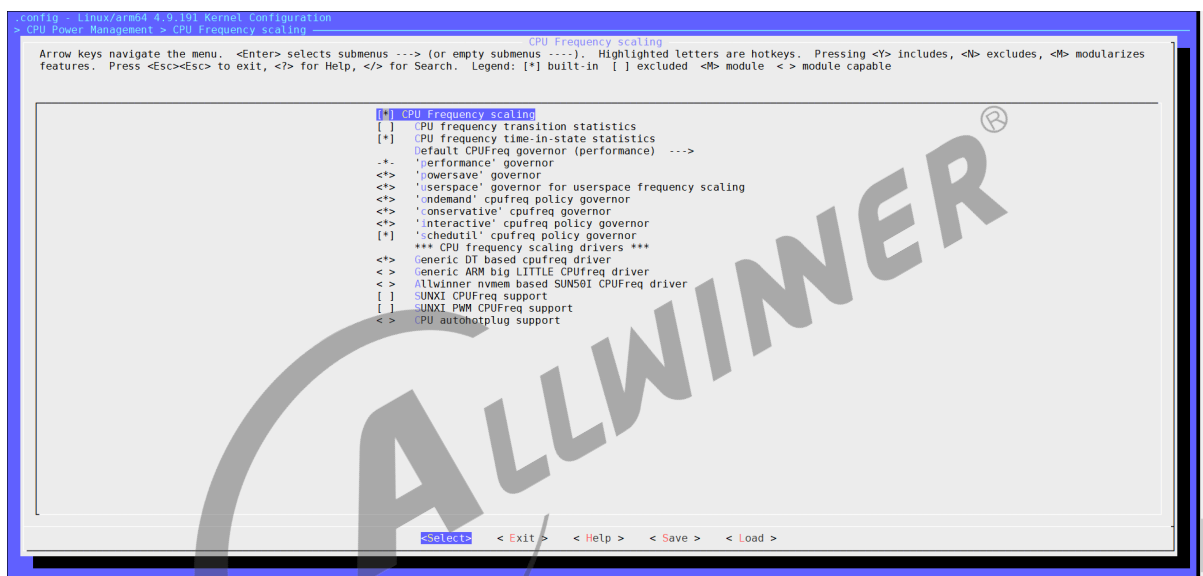 .config - Linux/arm64 4.9.191 Kernel Configuration
> CPU Power Management > CPU Frequency scaling
CPU Frequency scaling
Arrow keys navigate the menu. <Enter> selects submenus ---> (or empty submenus ----). Highlighted letters are hotkeys. Pressing <Y> includes, <N> excludes, <M> modularizes
features. Press <Esc><Esc> to exit, <?> for Help, </> for Search. Legend: [*] built-in [ ] excluded <M> module < > module capable
[*] CPU Frequency scaling
[ ] CPU frequency transition statistics
[*] CPU frequency time-in-state statistics
Default CPUFreq governor (performance) --->
-*- 'performance' governor
<*> 'powersave' governor
<*> 'userspace' governor for userspace frequency scaling
<*> 'ondemand' cpufreq policy governor
<*> 'conservative' cpufreq governor
<*> 'interactive' cpufreq policy governor
[*] 'schedutil' cpufreq policy governor
*** CPU frequency scaling drivers ***
<*> Generic DT based cpufreq driver
< > Generic ARM big LITTLE CPUfreq driver
< > Allwinner nvmem based SUN50I CPUFreq driver
[ ] SUNXI CPUFreq support
[ ] SUNXI PWM CPUFreq support
< > CPU autohotplug support
ALLWINNER®
<Select> < Exit > < Help > < Save > < Load >